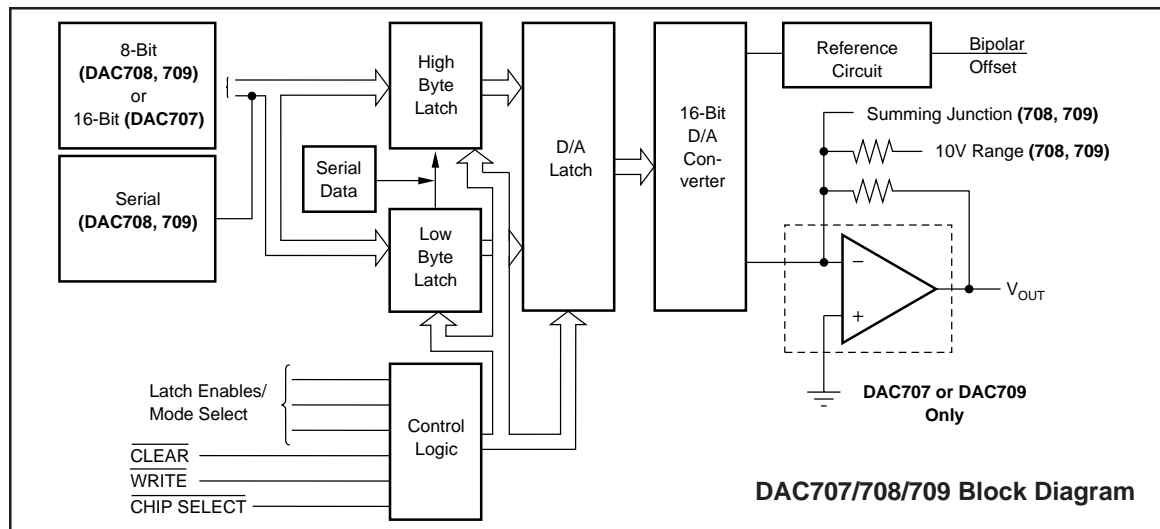 8-Bit
(DAC708, 709)
or
16-Bit (DAC707)
Serial
(DAC708, 709)
High
Byte
Latch
Serial
Data
Low
Byte
Latch
D/A
Latch
16-Bit
D/A
Con-
verter
Reference
Circuit
Bipolar
Offset
Summing Junction (708, 709)
10V Range (708, 709)
−
+
VOUT
DAC707 or DAC709
Only
Latch Enables/
Mode Select
CLEAR
WRITE
CHIP SELECT
Control
Logic
DAC707/708/709 Block Diagram